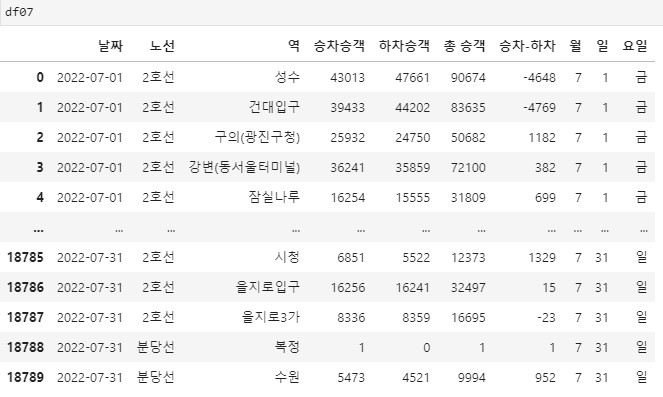 df07
날짜 노선 역 승차승객 하차승객 총 승객 승차-하차 월 일 요일
0 2022-07-01 2호선 성수 43013 47661 90674 -4648 7 1 금
1 2022-07-01 2호선 건대입구 39433 44202 83635 -4769 7 1 금
2 2022-07-01 2호선 구의(광진구청) 25932 24750 50682 1182 7 1 금
3 2022-07-01 2호선 강변(동서울터미널) 36241 35859 72100 382 7 1 금
4 2022-07-01 2호선 잠실나루 16254 15555 31809 699 7 1 금
... ... ... ... ... ... ... ... ... ... ...
18785 2022-07-31 2호선 시청 6851 5522 12373 1329 7 31 일
18786 2022-07-31 2호선 을지로입구 16256 16241 32497 15 7 31 일
18787 2022-07-31 2호선 을지로3가 8336 8359 16695 -23 7 31 일
18788 2022-07-31 분당선 복정 1 0 1 1 7 31 일
18789 2022-07-31 분당선 수원 5473 4521 9994 952 7 31 일